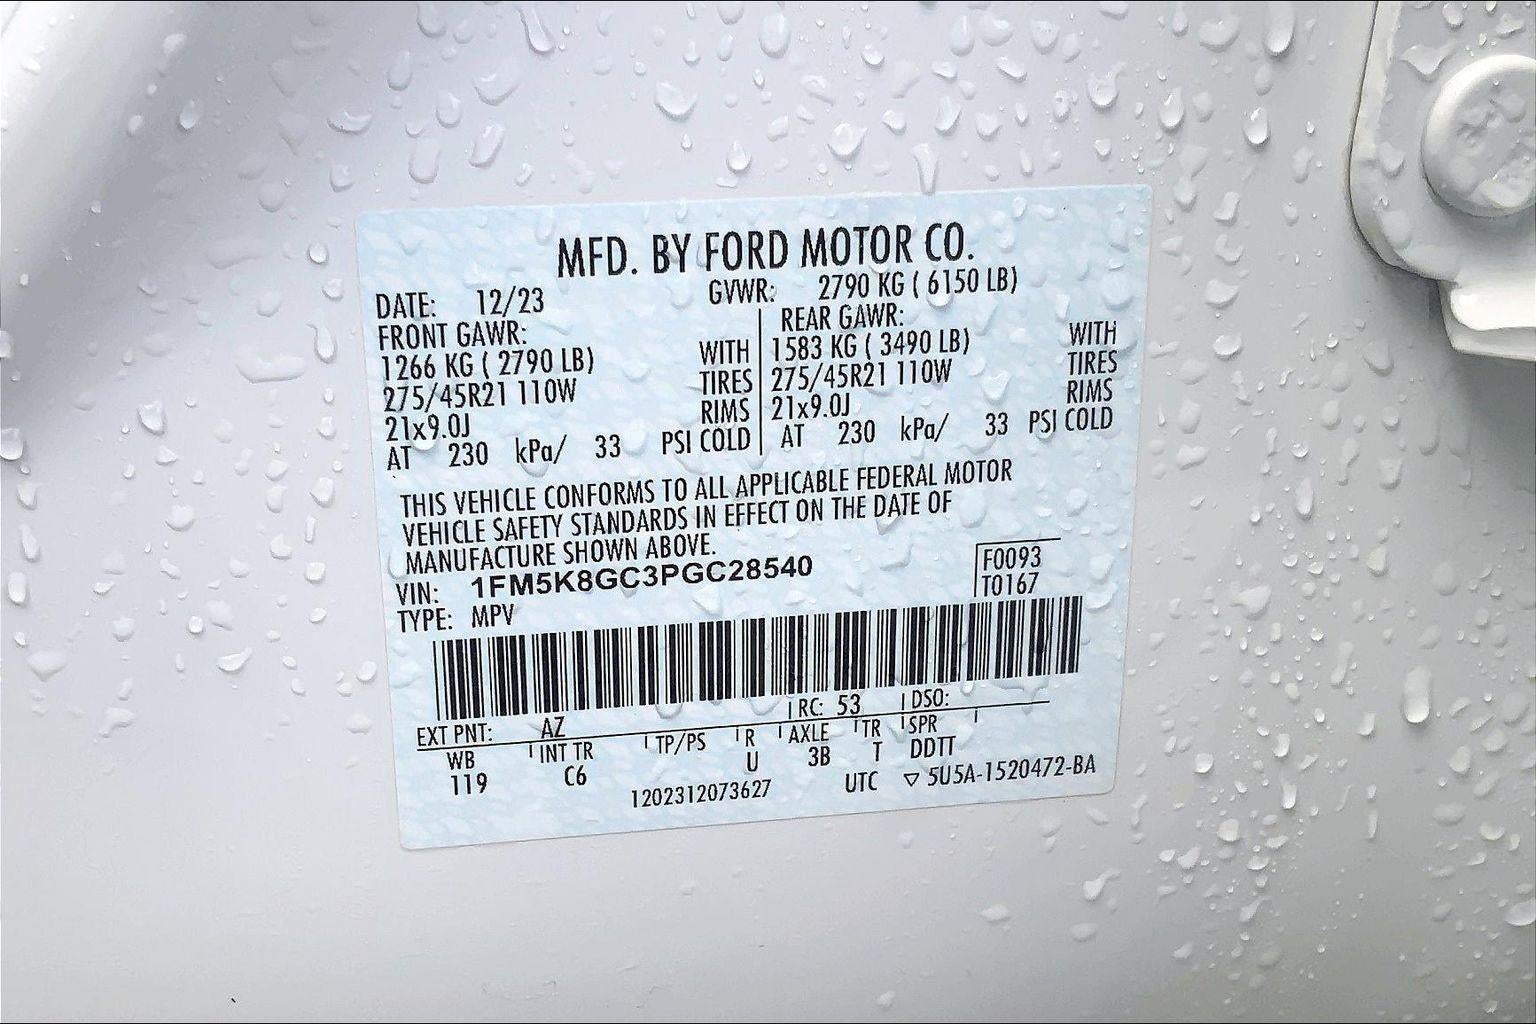 MFD. BY FORD MOTOR CO.
DATE: 12/23 GVWR: 2790 KG ( 6150 LB)
FRONT GAWR: REAR GAWR:
1266 KG ( 2790 LB) WITH 1583 KG ( 3490 LB) WITH
275/45R21 110W TIRES 275/45R21 110W TIRES
21x9.0J RIMS 21x9.0J RIMS
AT 230 kPa/ 33 PSI COLD AT 230 kPa/ 33 PSI COLD
THIS VEHICLE CONFORMS TO ALL APPLICABLE FEDERAL MOTOR
VEHICLE SAFETY STANDARDS IN EFFECT ON THE DATE OF
MANUFACTURE SHOWN ABOVE.
VIN: 1FM5K8GC3PGC28540 F0093
TYPE: MPV T0167
EXT PNT: AZ RC: 53 DSO:
WB INT TR TP/PS R AXLE TR SPR
119 C6 U 3B T DDTT
1202312073627 UTC ▽ 5U5A-1520472-BA